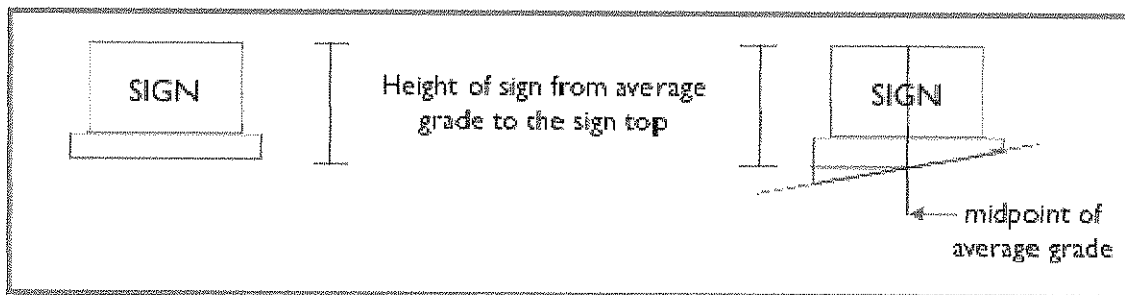 SIGN
Height of sign from average
grade to the sign top
SIGN
midpoint of
average grade